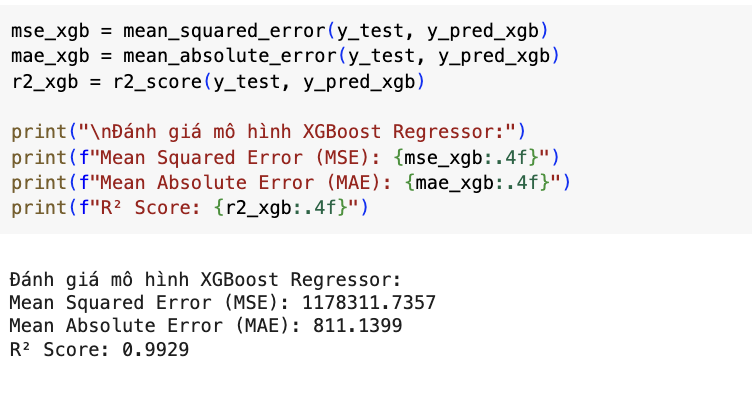 mse_xgb = mean_squared_error(y_test, y_pred_xgb)
mae_xgb = mean_absolute_error(y_test, y_pred_xgb)
r2_xgb = r2_score(y_test, y_pred_xgb)
print("\nĐánh giá mô hình XGBoost Regressor:")
print(f"Mean Squared Error (MSE): {mse_xgb:.4f}")
print(f"Mean Absolute Error (MAE): {mae_xgb:.4f}")
print(f"R² Score: {r2_xgb:.4f}")
Đánh giá mô hình XGBoost Regressor:
Mean Squared Error (MSE): 1178311.7357
Mean Absolute Error (MAE): 811.1399
R² Score: 0.9929